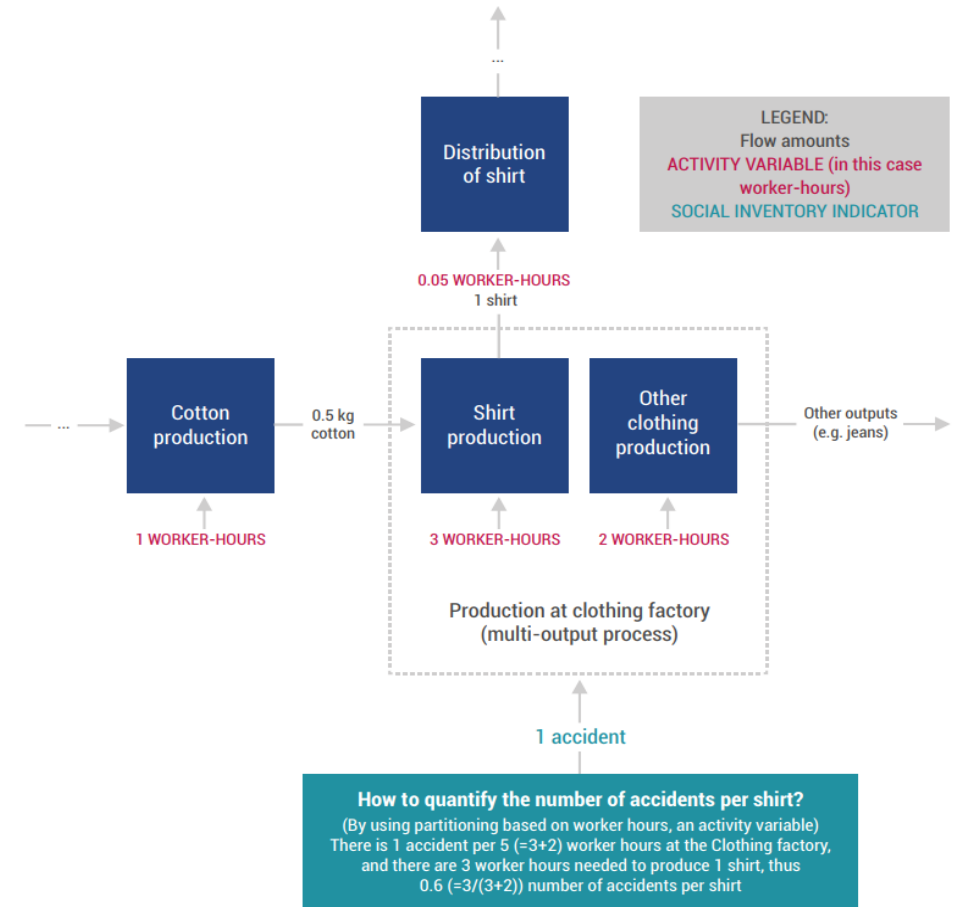 ...
Distribution
of shirt
LEGEND:
Flow amounts
ACTIVITY VARIABLE (in this case
worker-hours)
SOCIAL INVENTORY INDICATOR
0.05 WORKER-HOURS
1 shirt
...
Cotton
production
0.5 kg
cotton
Shirt
production
Other
clothing
production
Other outputs
(e.g. jeans)
1 WORKER-HOURS
3 WORKER-HOURS
2 WORKER-HOURS
Production at clothing factory
(multi-output process)
1 accident
How to quantify the number of accidents per shirt?
(By using partitioning based on worker hours, an activity variable)
There is 1 accident per 5 (=3+2) worker hours at the Clothing factory,
and there are 3 worker hours needed to produce 1 shirt, thus
0.6 (=3/(3+2)) number of accidents per shirt